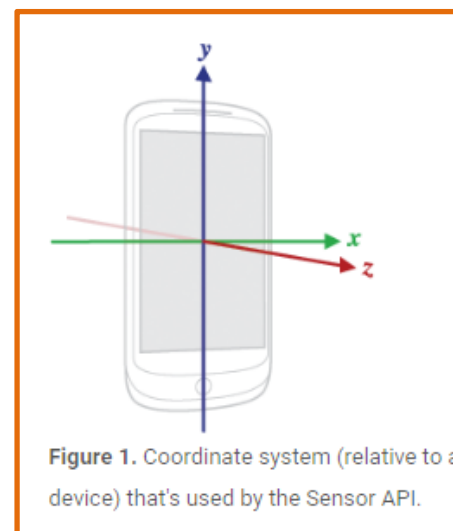 y
x
z
Figure 1. Coordinate system (relative to a
device) that's used by the Sensor API.